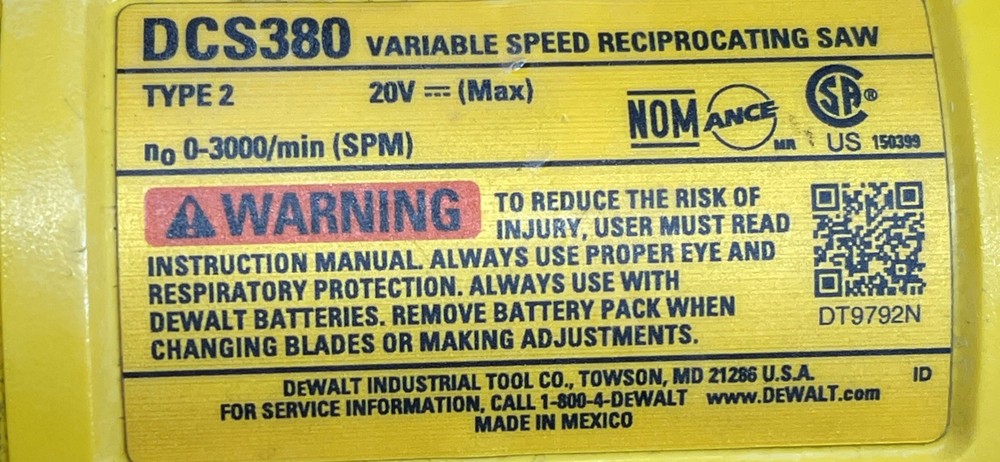 DCS380 VARIABLE SPEED RECIPROCATING SAW
TYPE 2 20V ⎓ (Max)
NOM ANCE MR SA® US 150399
no 0-3000/min (SPM)
WARNING TO REDUCE THE RISK OF
INJURY, USER MUST READ
INSTRUCTION MANUAL. ALWAYS USE PROPER EYE AND
RESPIRATORY PROTECTION. ALWAYS USE WITH
DEWALT BATTERIES. REMOVE BATTERY PACK WHEN
CHANGING BLADES OR MAKING ADJUSTMENTS.
DT9792N
DEWALT INDUSTRIAL TOOL CO., TOWSON, MD 21286 U.S.A. ID
FOR SERVICE INFORMATION, CALL 1-800-4-DEWALT www.DEWALT.com
MADE IN MEXICO